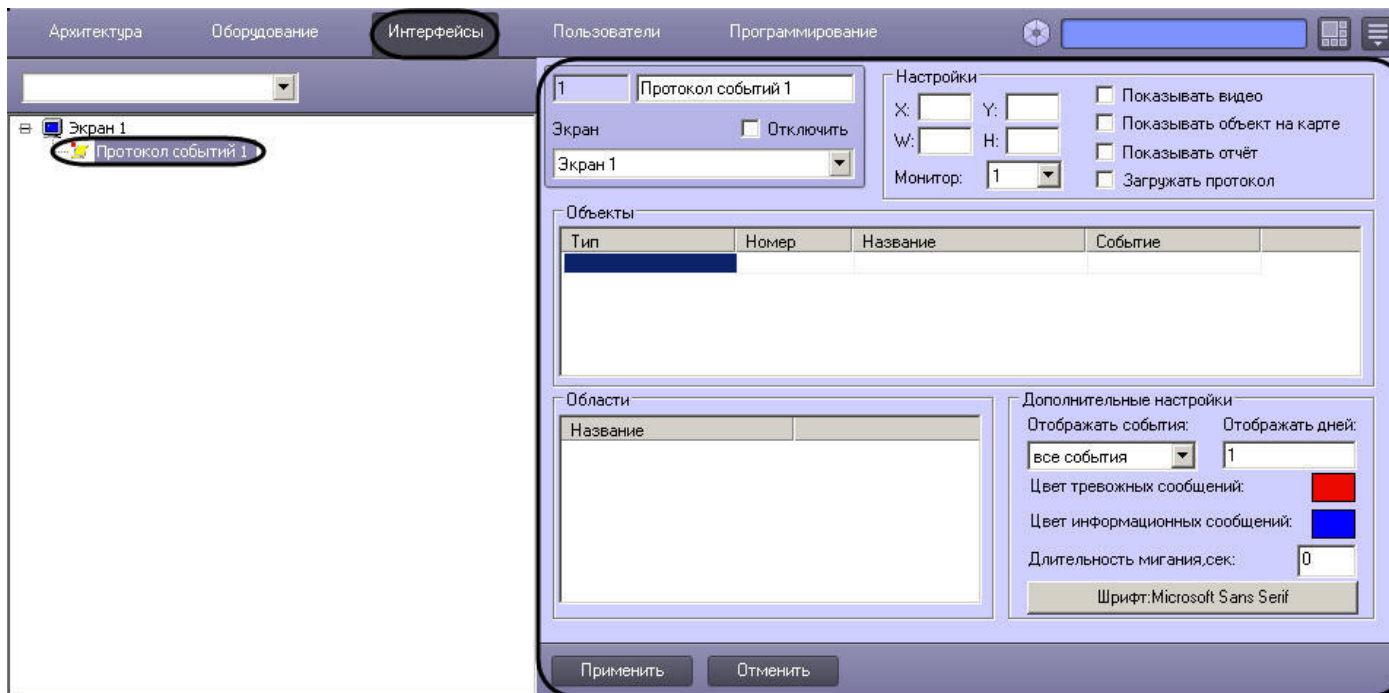 Архитектура Оборудование Интерфейсы Пользователи Программирование
Экран 1
Протокол событий 1
1 Протокол событий 1
Экран Отключить
Экран 1
Настройки
X: Y:
W: H:
Монитор: 1
Показывать видео
Показывать объект на карте
Показывать отчёт
Загружать протокол
Объекты
Тип Номер Название Событие
Области
Название
Дополнительные настройки
Отображать события: Отображать дней:
все события 1
Цвет тревожных сообщений:
Цвет информационных сообщений:
Длительность мигания,сек: 0
Шрифт:Microsoft Sans Serif
Применить Отменить